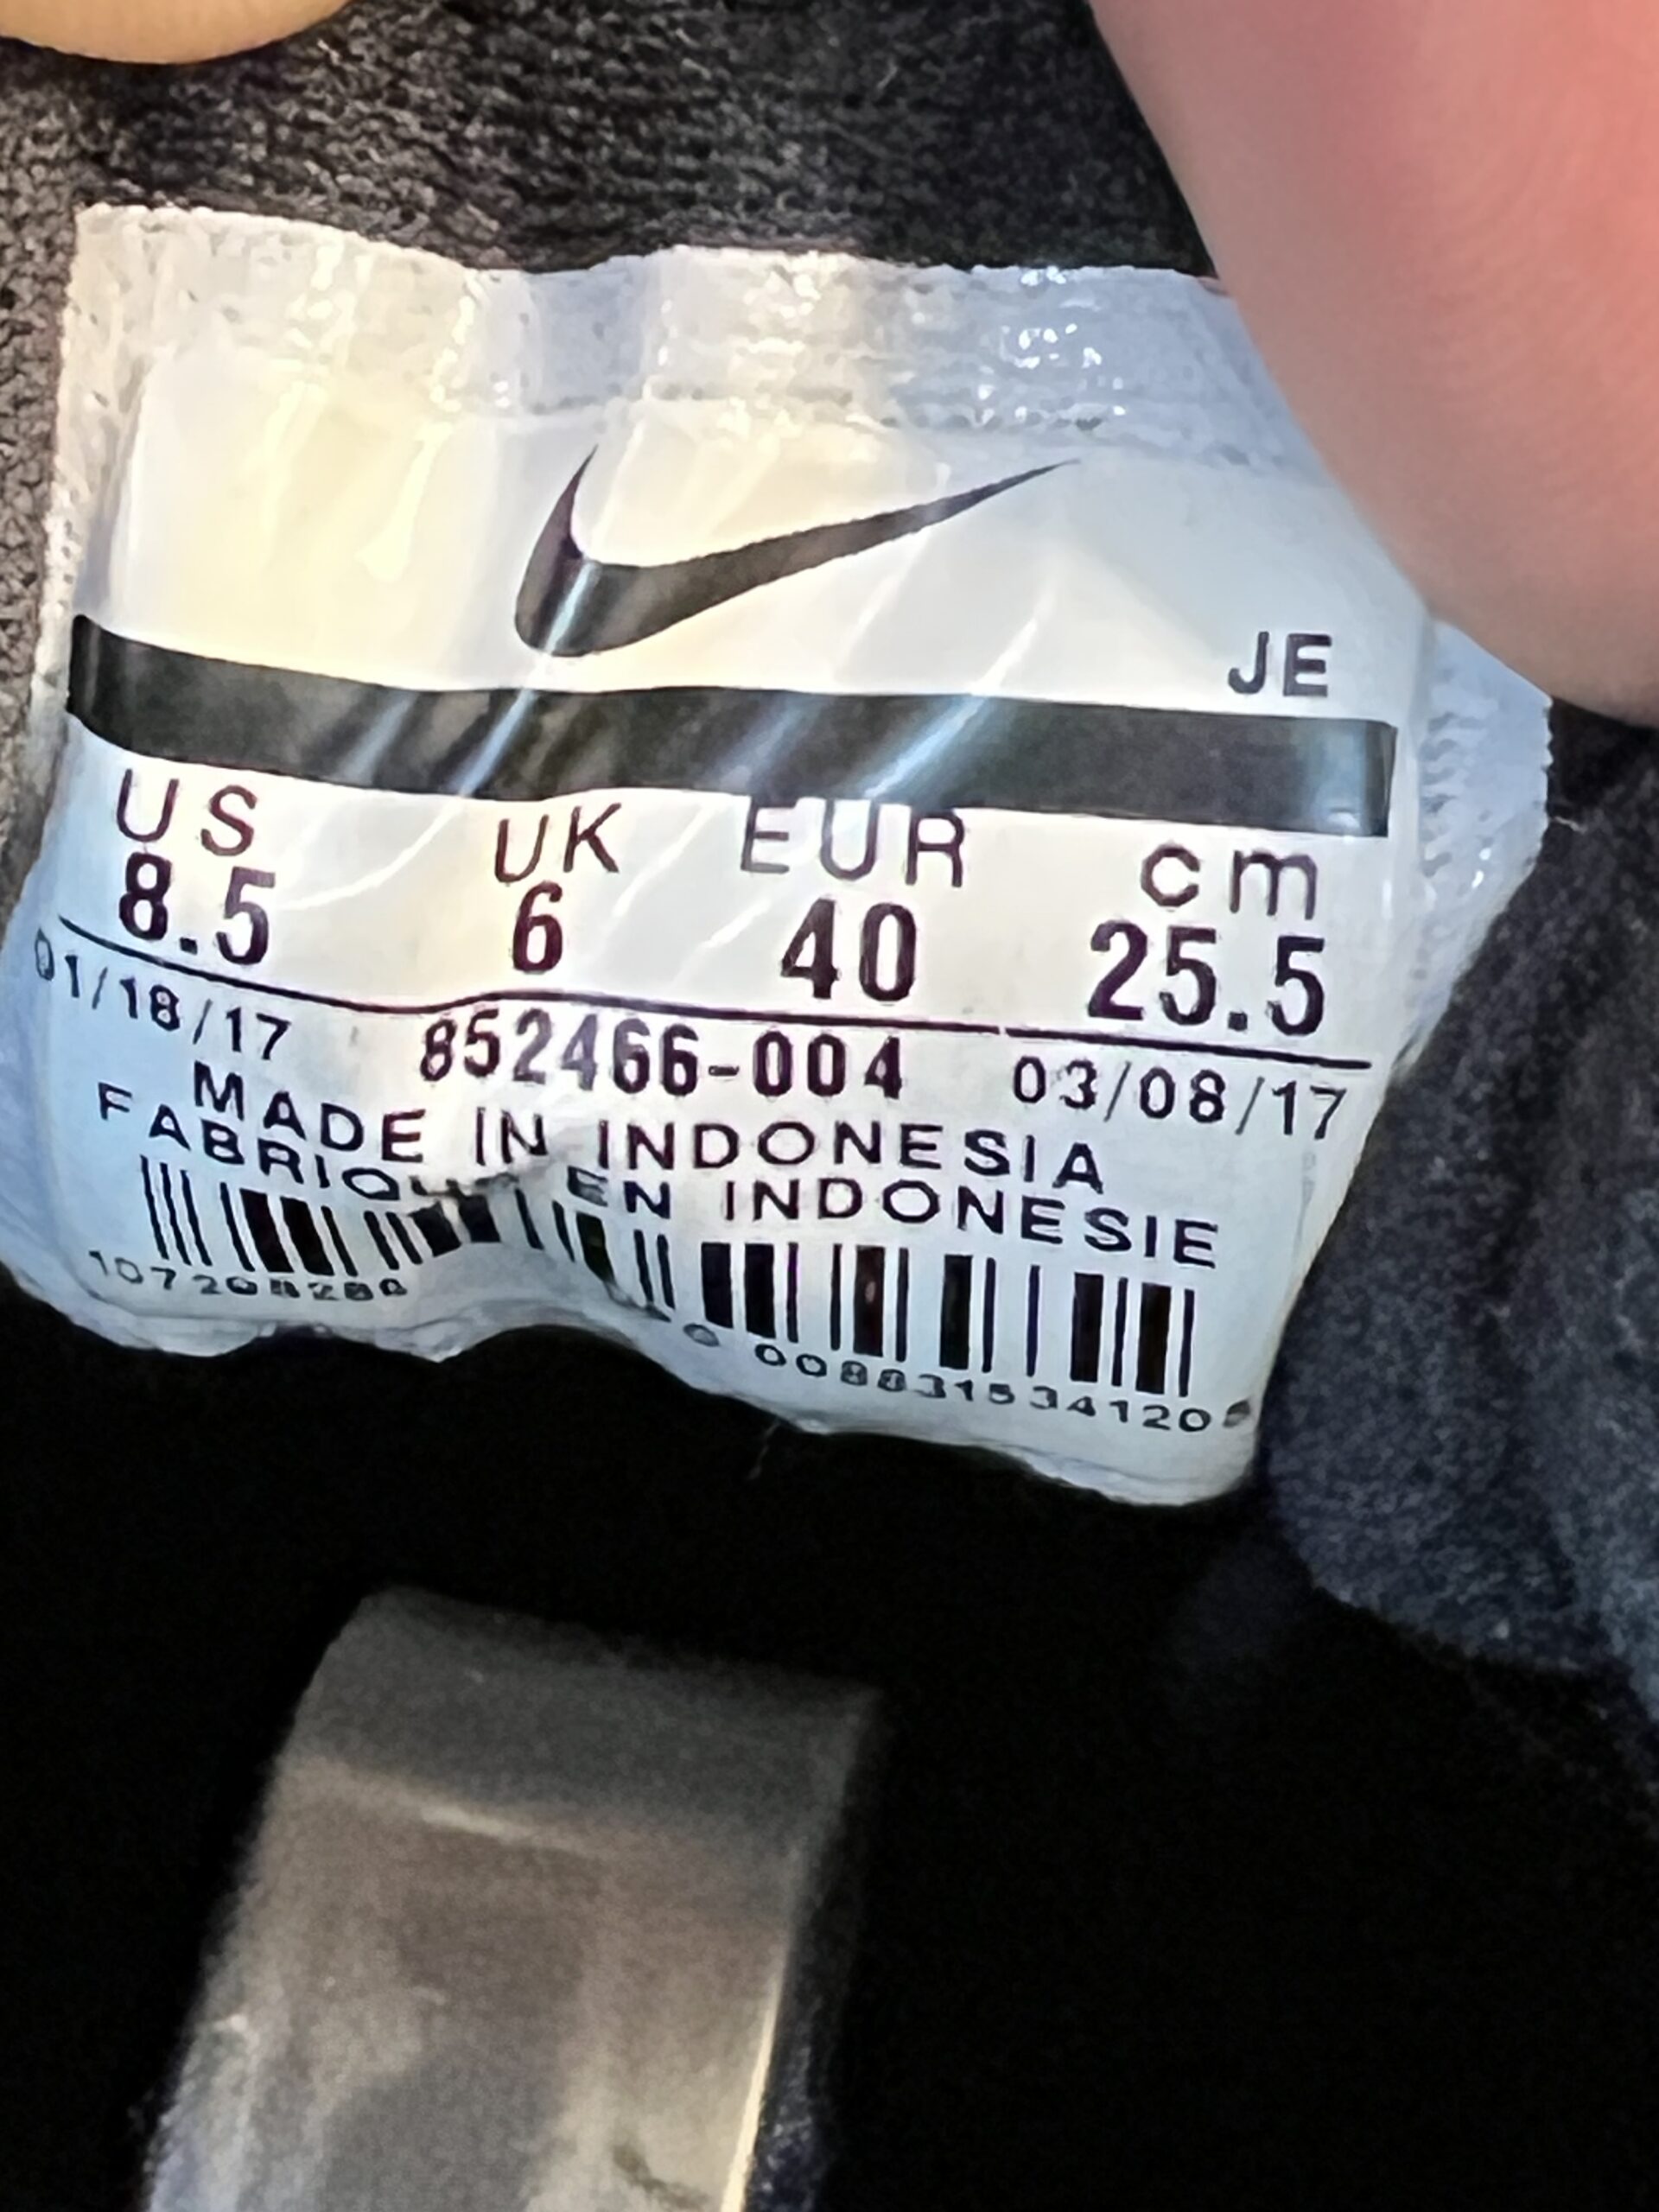 JE
US UK EUR cm
8.5 6 40 25.5
01/18/17 852466-004 03/08/17
MADE IN INDONESIA
EN INDONESIE